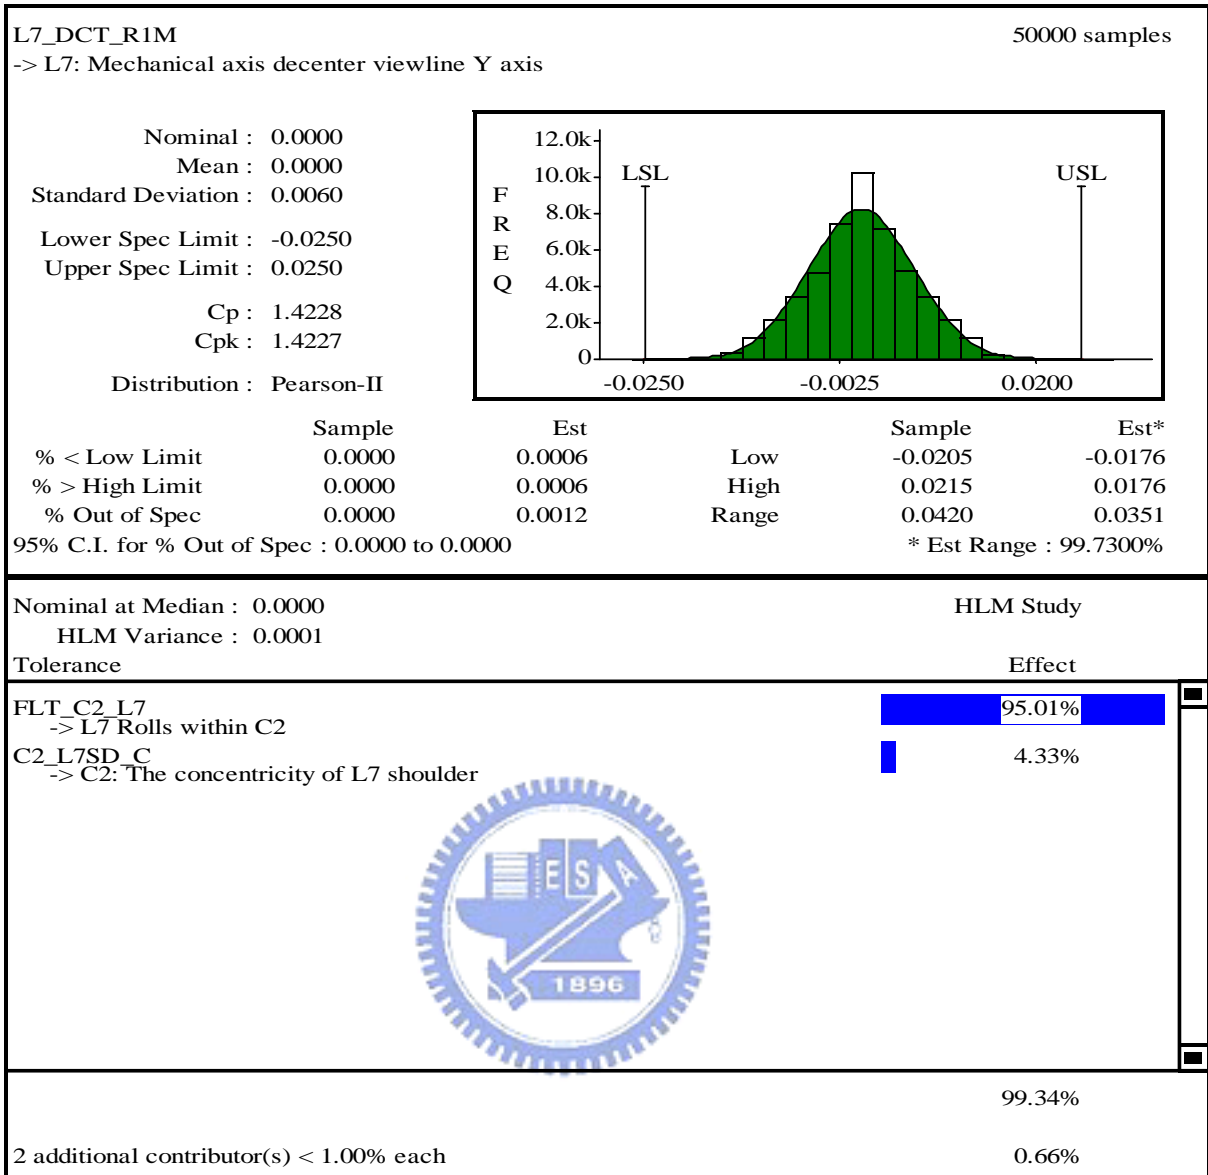 L7_DCT_R1M 50000 samples
-> L7: Mechanical axis decenter viewline Y axis
Nominal : 0.0000
Mean : 0.0000
Standard Deviation : 0.0060
Lower Spec Limit : -0.0250
Upper Spec Limit : 0.0250
Cp : 1.4228
Cpk : 1.4227
Distribution : Pearson-II
FREQ
12.0k
10.0k
8.0k
6.0k
4.0k
2.0k
0
LSL USL
-0.0250 -0.0025 0.0200
Sample Est Sample Est*
% < Low Limit 0.0000 0.0006 Low -0.0205 -0.0176
% > High Limit 0.0000 0.0006 High 0.0215 0.0176
% Out of Spec 0.0000 0.0012 Range 0.0420 0.0351
95% C.I. for % Out of Spec : 0.0000 to 0.0000 * Est Range : 99.7300%
Nominal at Median : 0.0000 HLM Study
HLM Variance : 0.0001
Tolerance Effect
FLT_C2_L7 95.01%
-> L7 Rolls within C2
C2_L7SD_C 4.33%
-> C2: The concentricity of L7 shoulder
E S A
1896
99.34%
2 additional contributor(s) < 1.00% each 0.66%